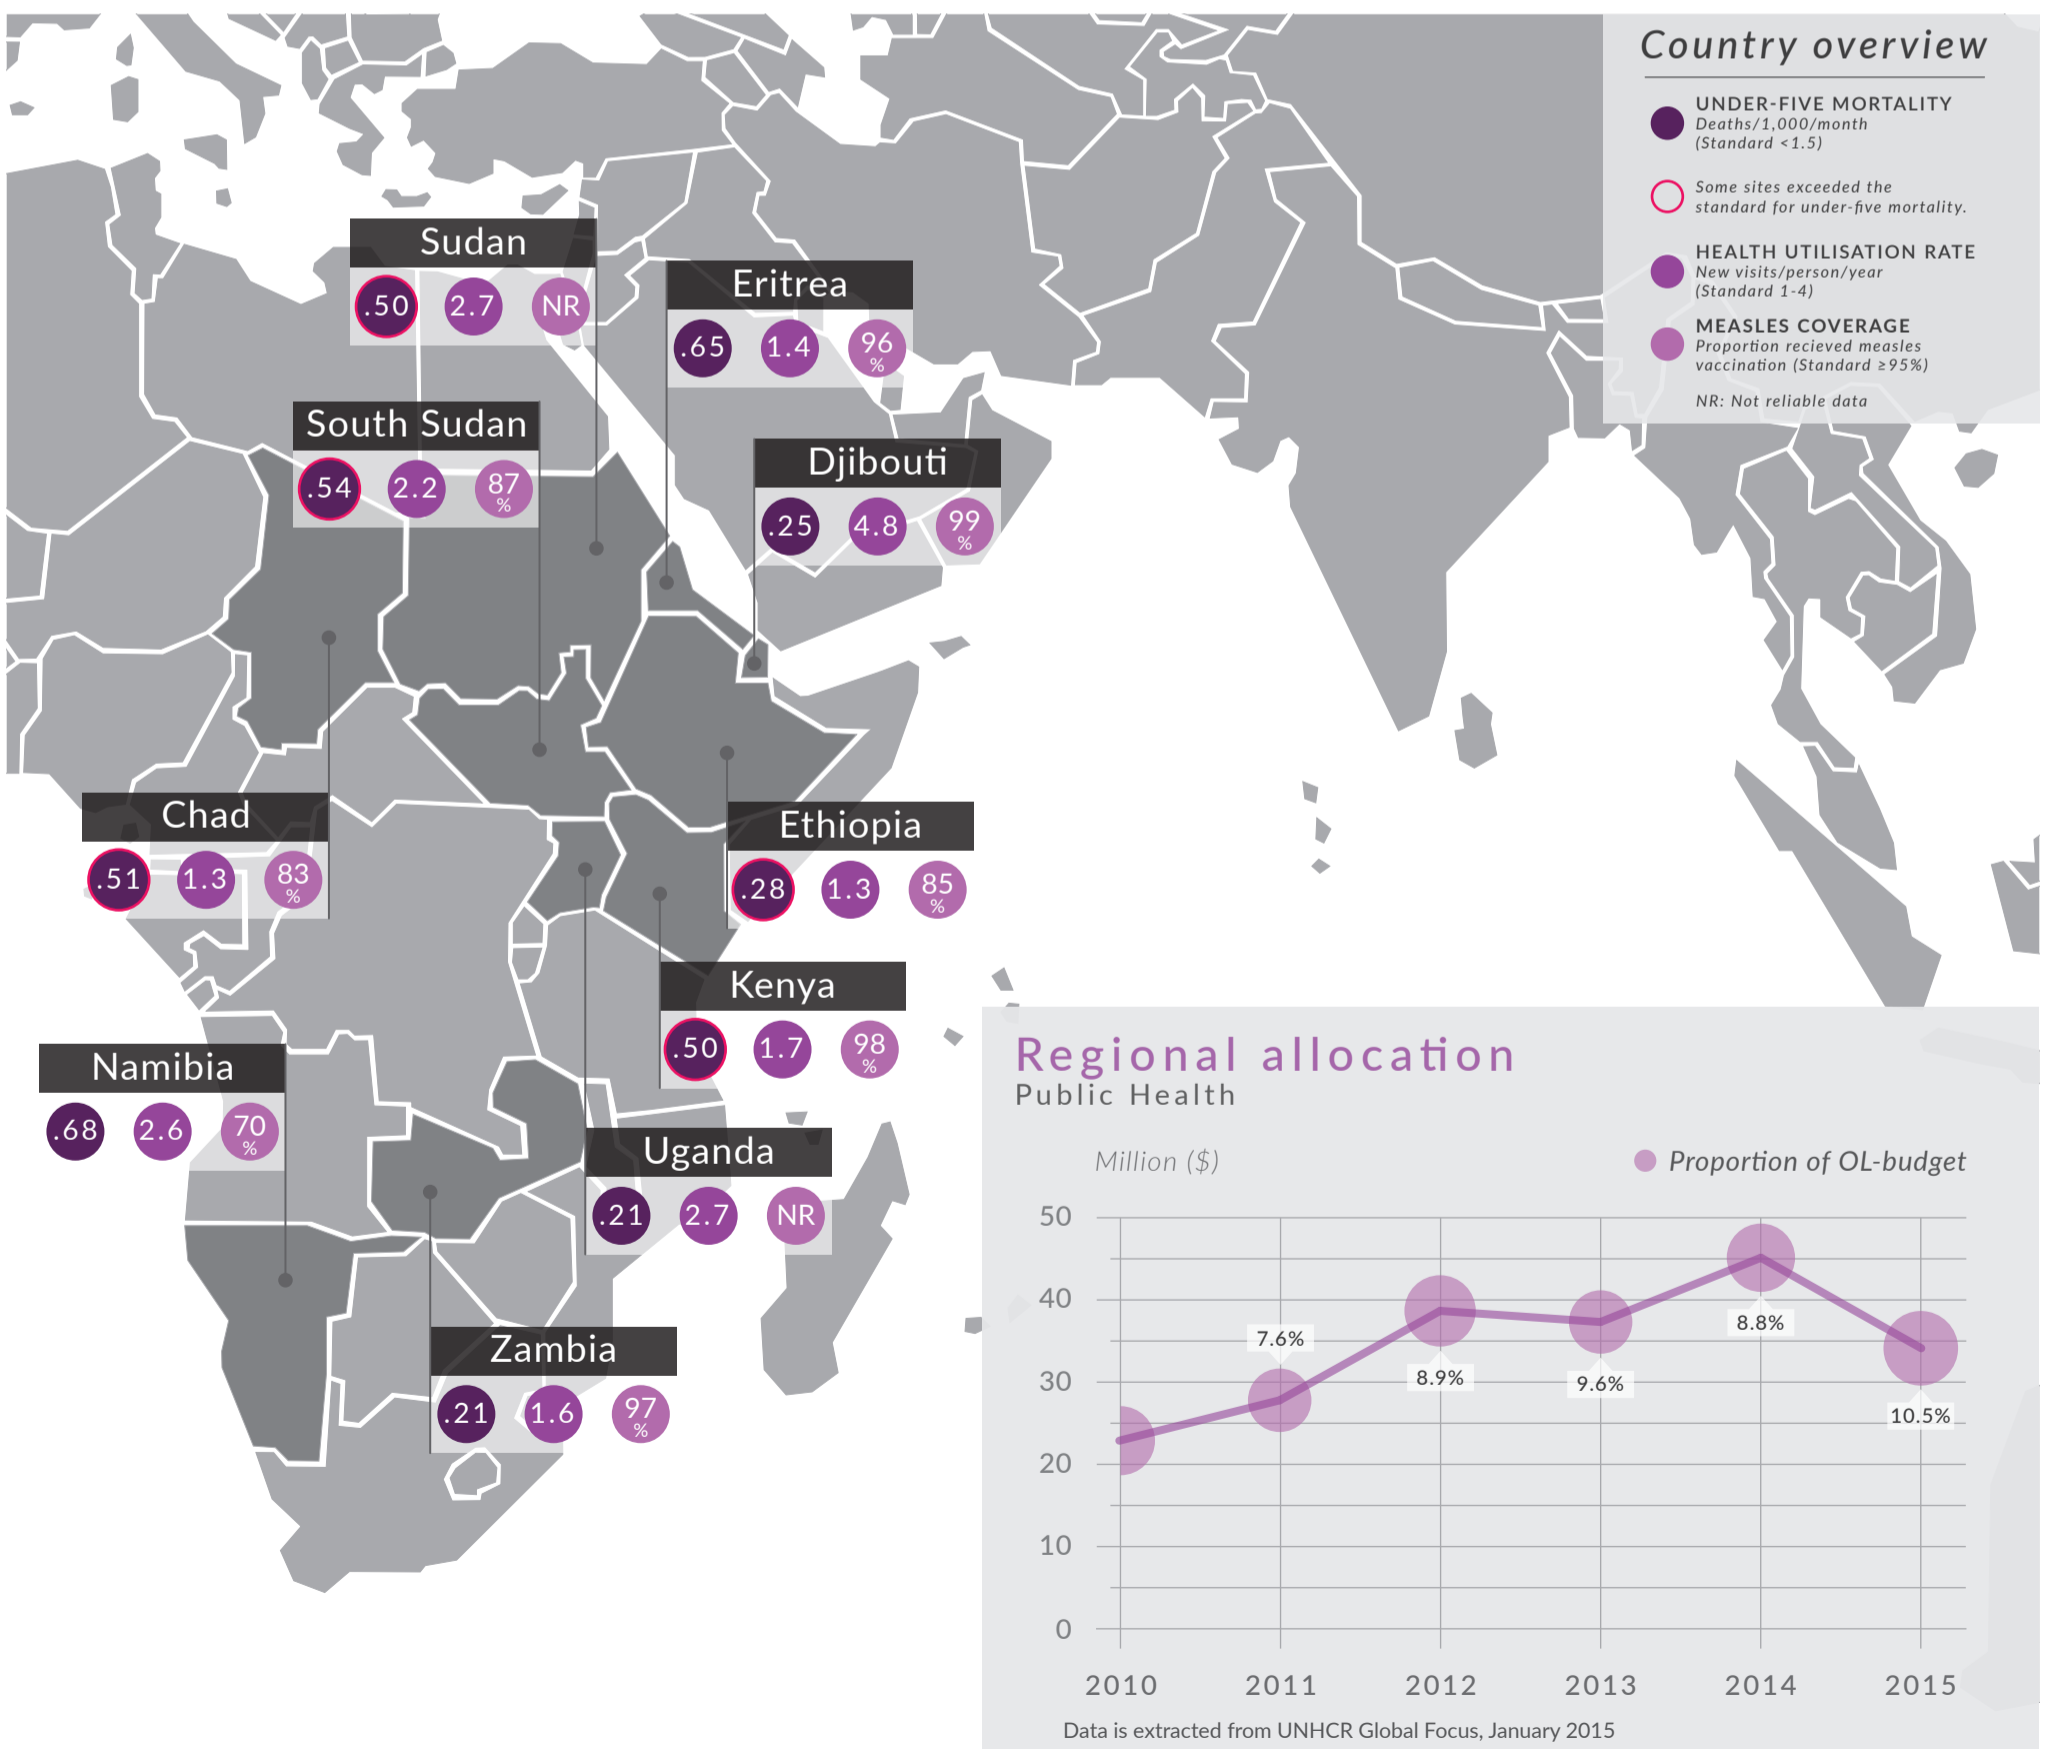 Country overview
UNDER-FIVE MORTALITY
Deaths/1,000/month
(Standard <1.5)
Some sites exceeded the
standard for under-five mortality.
HEALTH UTILISATION RATE
New visits/person/year
(Standard 1-4)
MEASLES COVERAGE
Proportion recieved measles
vaccination (Standard ≥95%)
NR: Not reliable data
Sudan
.50 2.7 NR
Eritrea
.65 1.4 96 %
South Sudan
.54 2.2 87 %
Djibouti
.25 4.8 99 %
Chad
.51 1.3 83 %
Ethiopia
.28 1.3 85 %
Kenya
.50 1.7 98 %
Namibia
.68 2.6 70 %
Uganda
.21 2.7 NR
Zambia
.21 1.6 97 %
Regional allocation
Public Health
Million ($)
Proportion of OL-budget
50
40
30
20
10
0
7.6%
8.9%
9.6%
8.8%
10.5%
2010 2011 2012 2013 2014 2015
Data is extracted from UNHCR Global Focus, January 2015